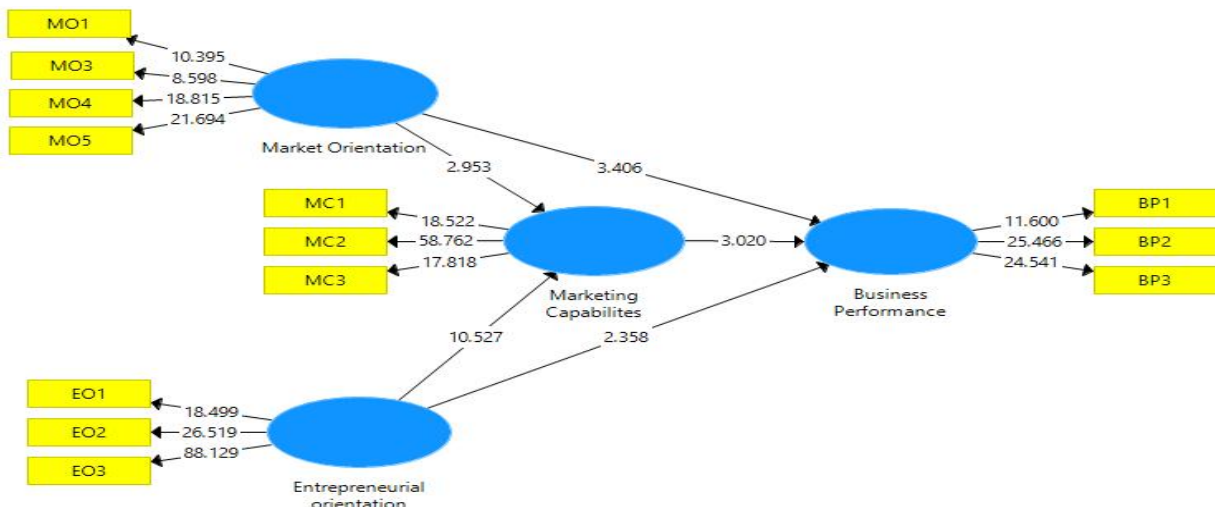 MO1
10.395
MO3
8.598
MO4
18.815
MO5
21.694
Market Orientation
2.953
3.406
MC1
18.522
MC2
58.762
MC3
17.818
Marketing
Capabilites
3.020
BP1
11.600
BP2
25.466
BP3
24.541
Business
Performance
10.527
2.358
EO1
18.499
EO2
26.519
EO3
88.129
Entrepreneurial
orientation